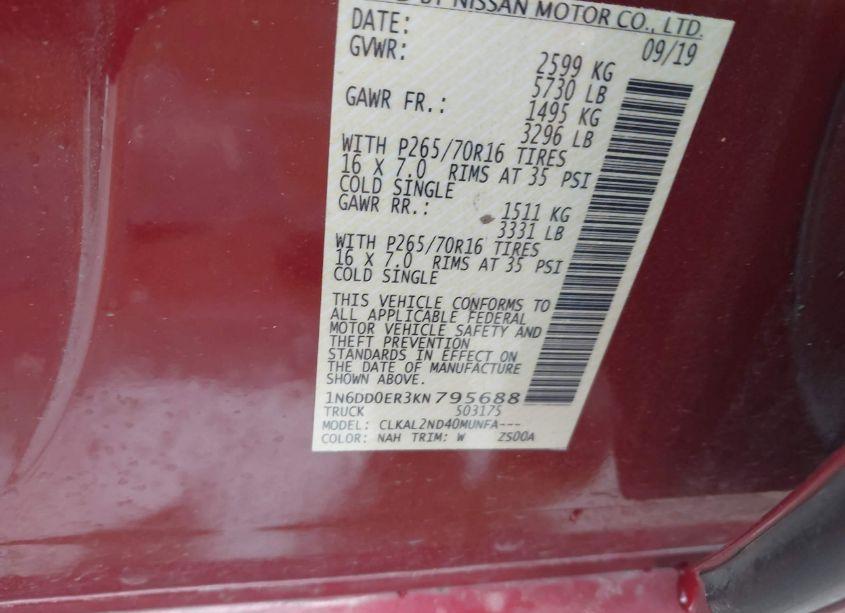 BY NISSAN MOTOR CO., LTD.
DATE: 09/19
GVWR: 2599 KG
5730 LB
GAWR FR.: 1495 KG
3296 LB
WITH P265/70R16 TIRES
16 X 7.0 RIMS AT 35 PSI
COLD SINGLE
GAWR RR.: 1511 KG
3331 LB
WITH P265/70R16 TIRES
16 X 7.0 RIMS AT 35 PSI
COLD SINGLE
THIS VEHICLE CONFORMS TO
ALL APPLICABLE FEDERAL
MOTOR VEHICLE SAFETY AND
THEFT PREVENTION
STANDARDS IN EFFECT ON
THE DATE OF MANUFACTURE
SHOWN ABOVE.
1N6DD0ER3KN795688
TRUCK 503175
MODEL: CLKAL2ND40MUNFA---
COLOR: NAH TRIM: W ZS00A